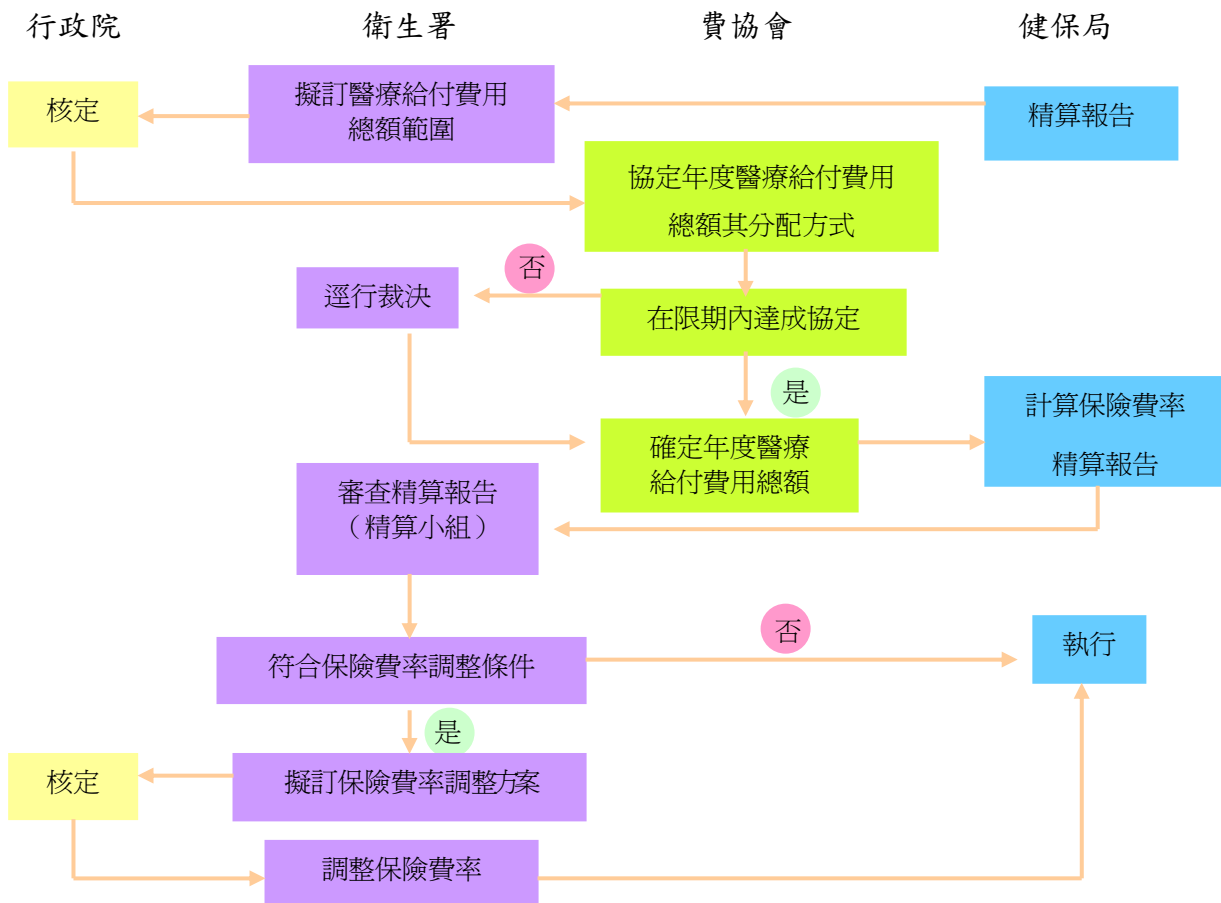 行政院
衛生署
費協會
健保局
核定
擬訂醫療給付費用
總額範圍
精算報告
協定年度醫療給付費用
總額其分配方式
否
逕行裁決
在限期內達成協定
是
計算保險費率
精算報告
確定年度醫療
給付費用總額
審查精算報告
（精算小組）
否
執行
符合保險費率調整條件
是
核定
擬訂保險費率調整方案
調整保險費率